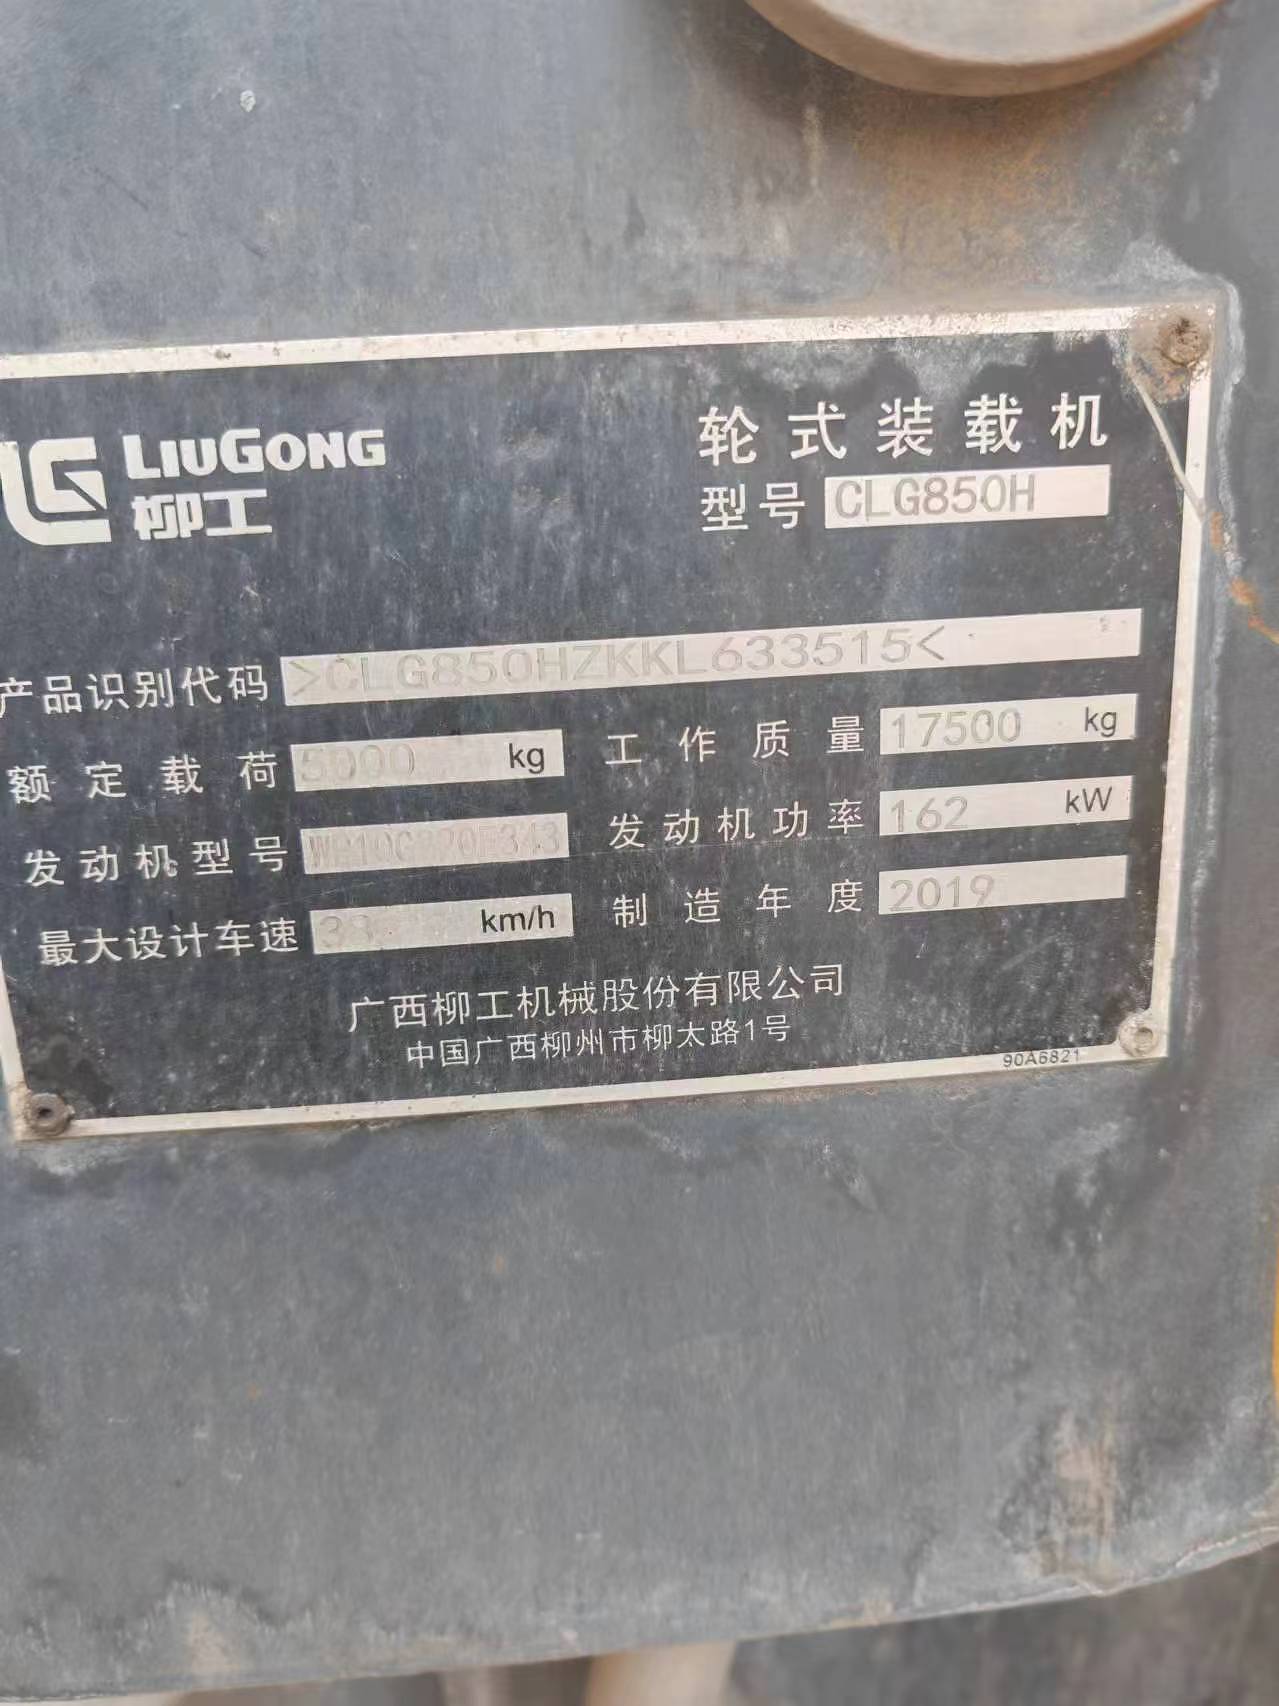 LIUGONG
柳工
轮式装载机
型号 CLG850H
产品识别代码 >CLG850HZKKL633515<
额定载荷 5000 kg 工作质量 17500 kg
发动机型号 发动机功率 162 kW
最大设计车速 km/h 制造年度 2019
广西柳工机械股份有限公司
中国广西柳州市柳太路1号
90A6821